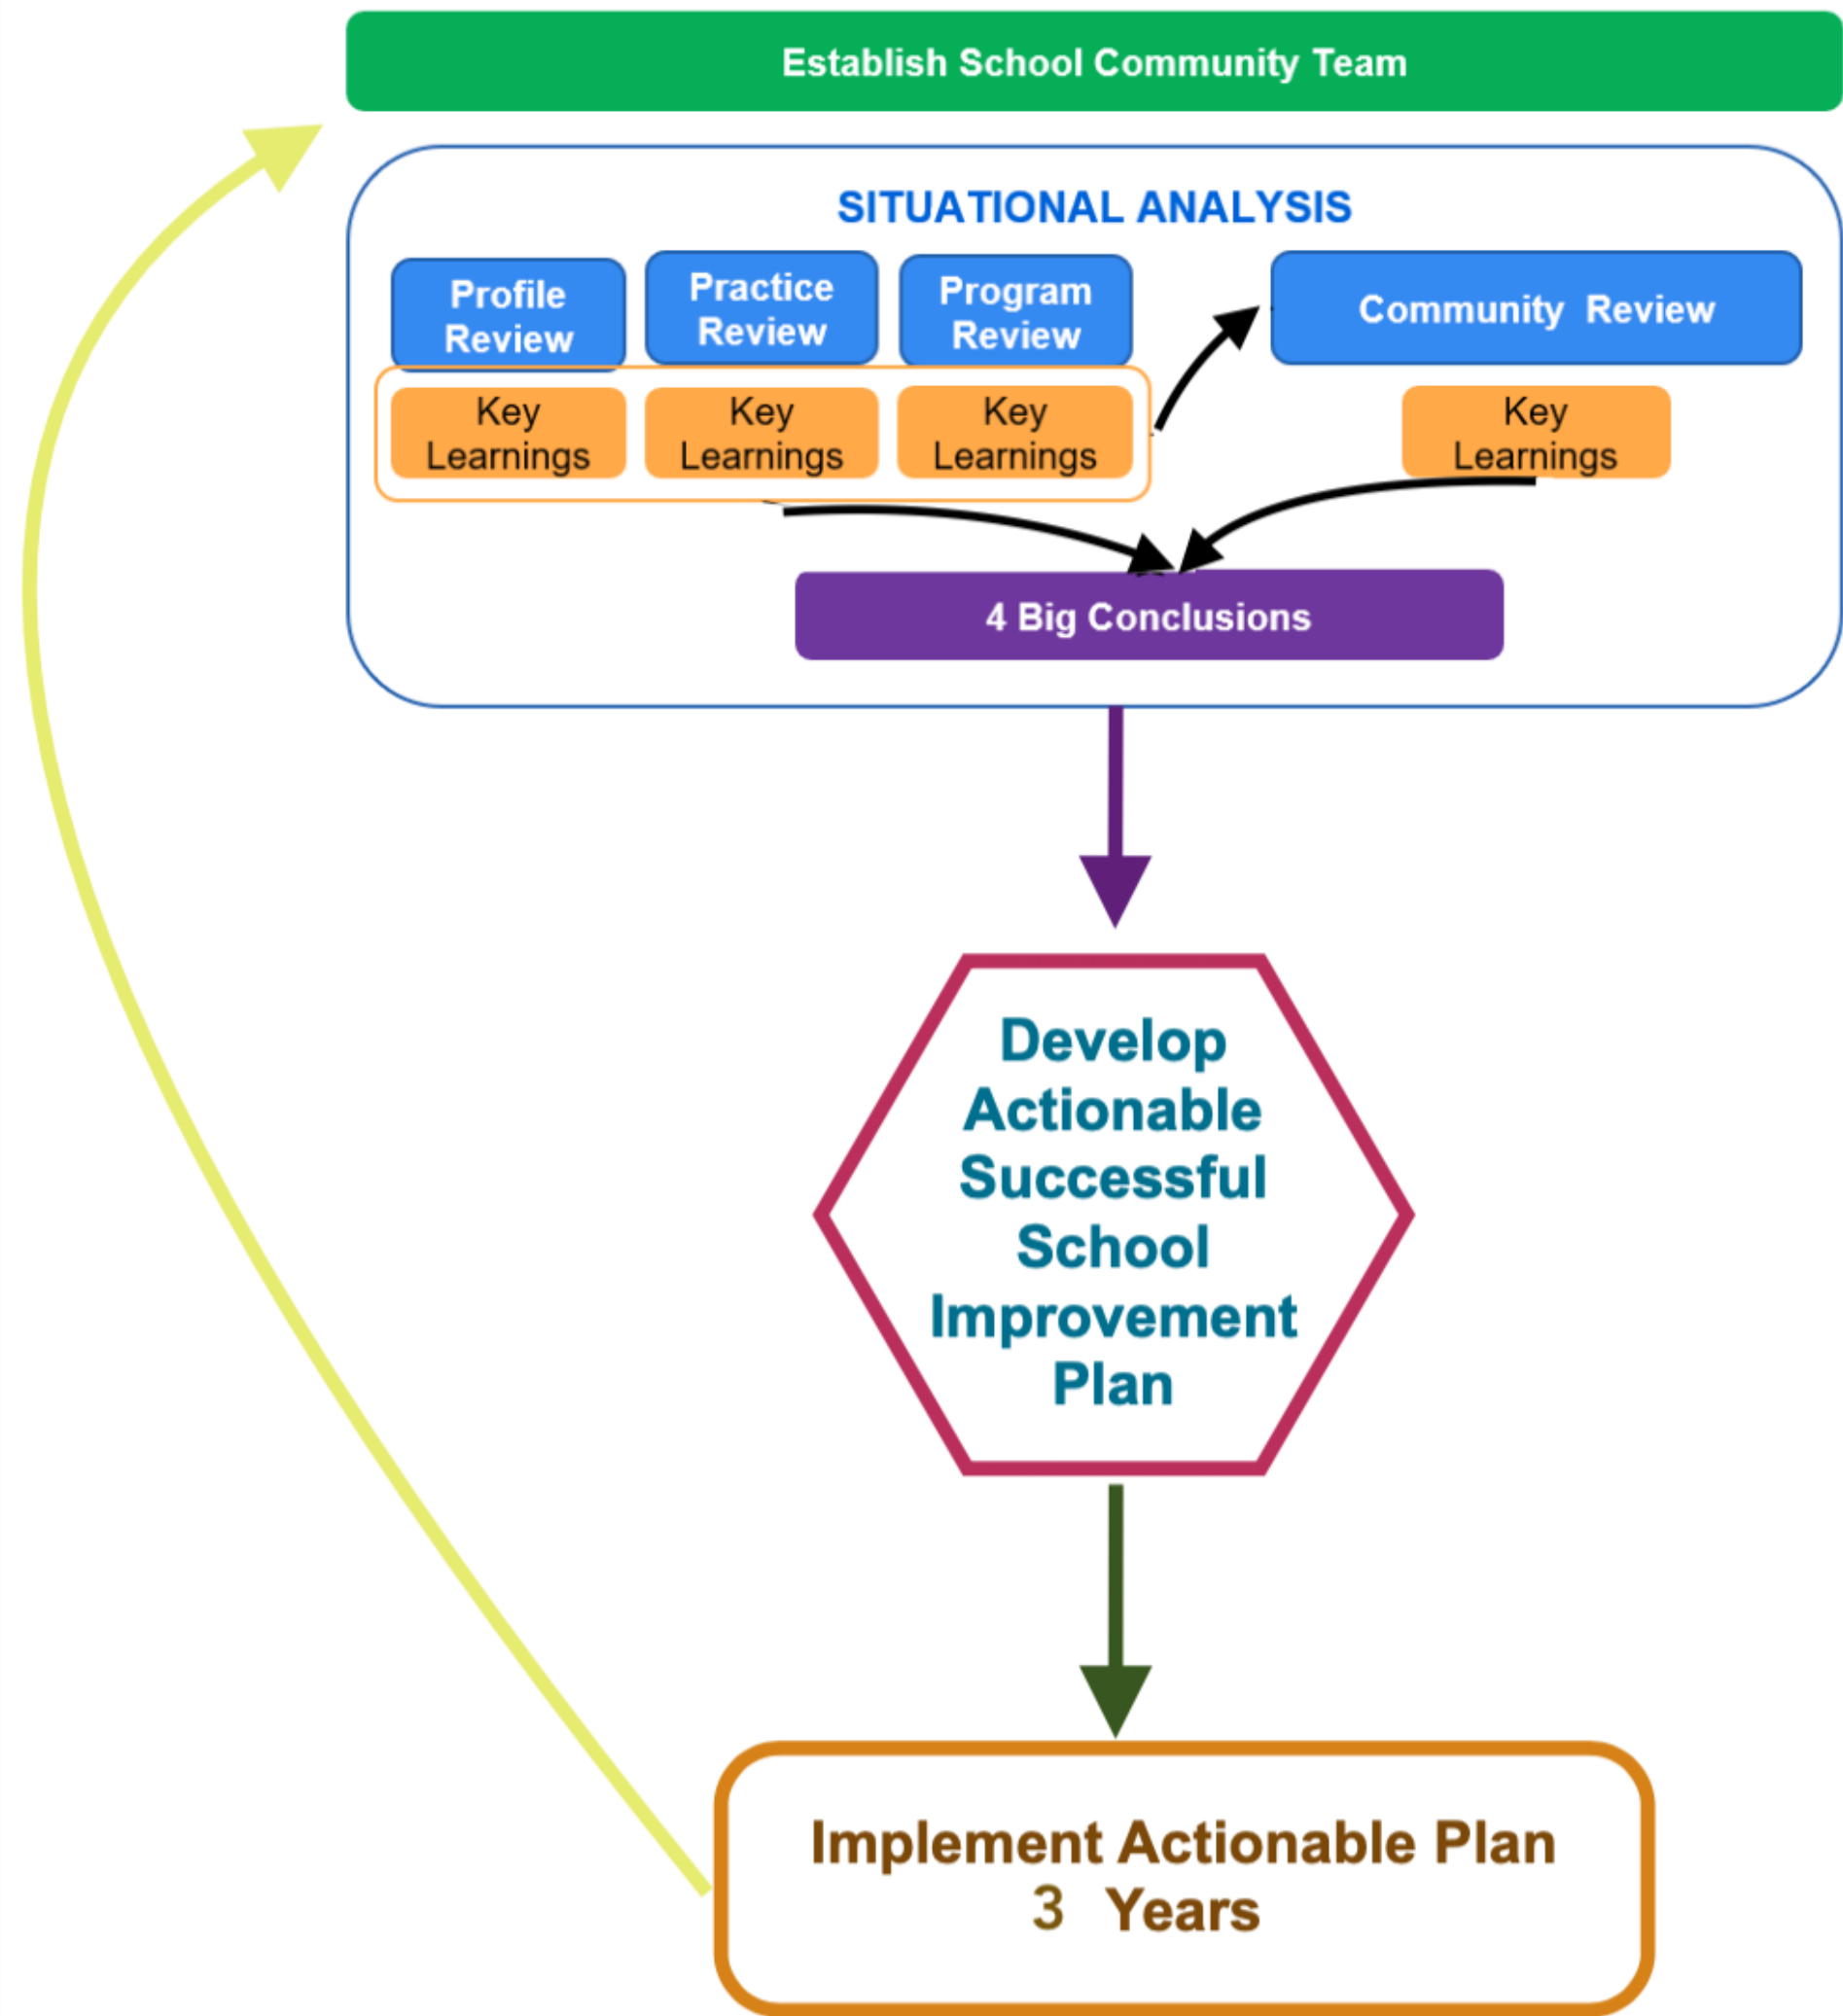 Establish School Community Team
SITUATIONAL ANALYSIS
Profile
Review
Practice
Review
Program
Review
Community Review
Key
Learnings
Key
Learnings
Key
Learnings
Key
Learnings
4 Big Conclusions
Develop
Actionable
Successful
School
Improvement
Plan
Implement Actionable Plan
3 Years